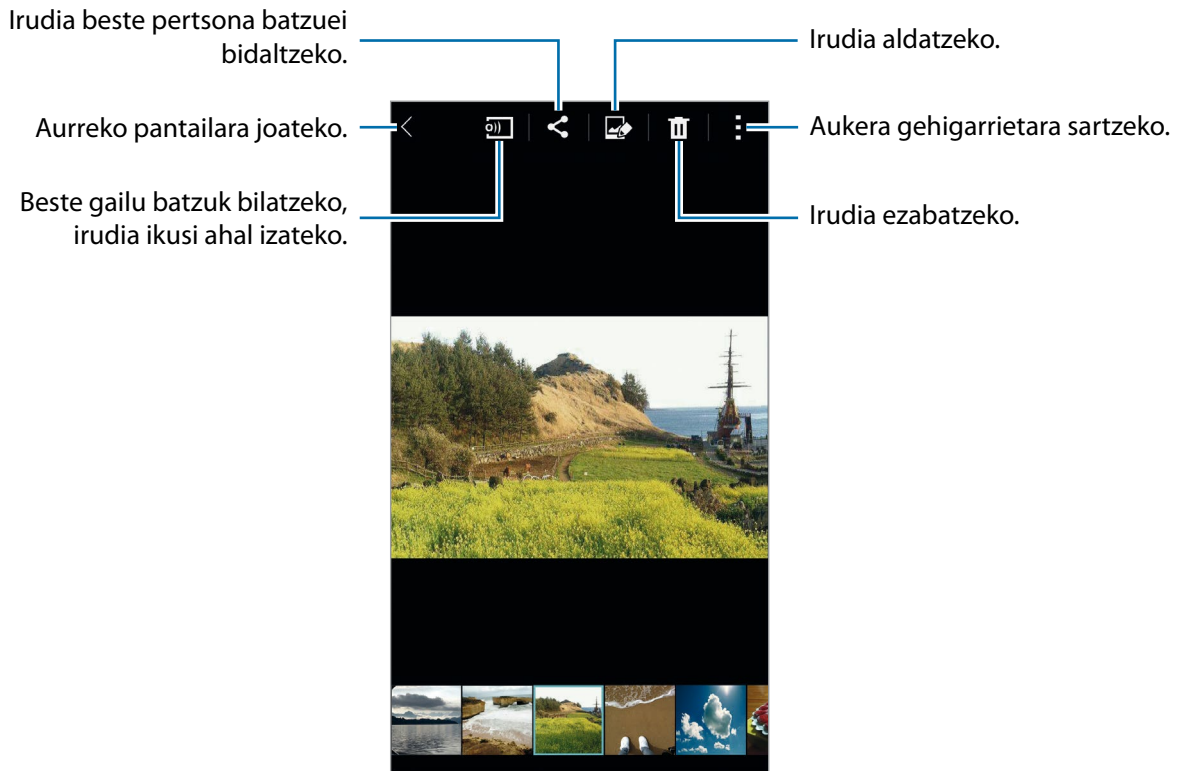 Irudia beste pertsona batzuei
bidaltzeko.
Aurreko pantailara joateko.
Beste gailu batzuk bilatzeko,
irudia ikusi ahal izateko.
Irudia aldatzeko.
Aukera gehigarrietara sartzeko.
Irudia ezabatzeko.